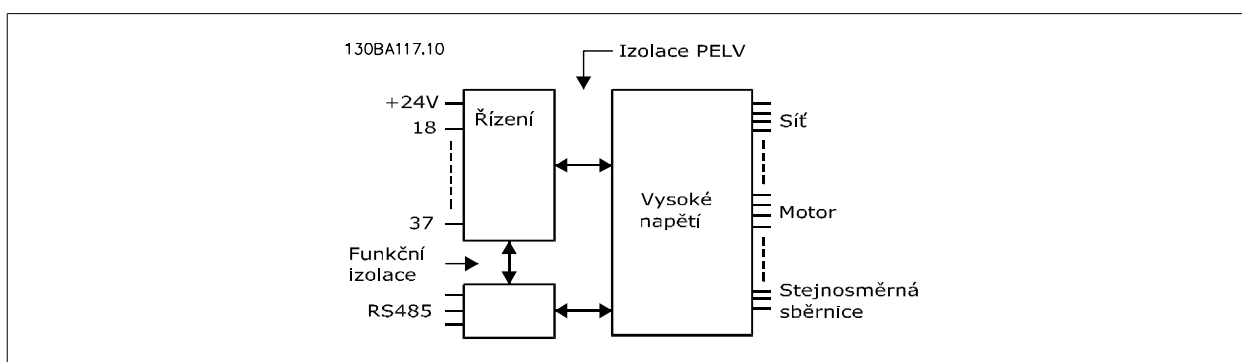 130BA117.10
Izolace PELV
+24V
18
37
Řízení
Vysoké
napětí
Síť
Motor
Stejnosměrná
sběrnice
Funkční
izolace
RS485